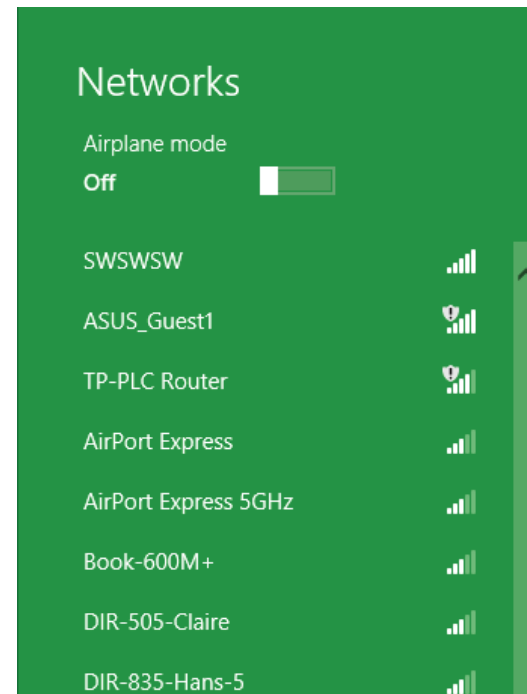 Networks
Airplane mode
Off
SWSWSW
ASUS_Guest1
TP-PLC Router
AirPort Express
AirPort Express 5GHz
Book-600M+
DIR-505-Claire
DIR-835-Hans-5